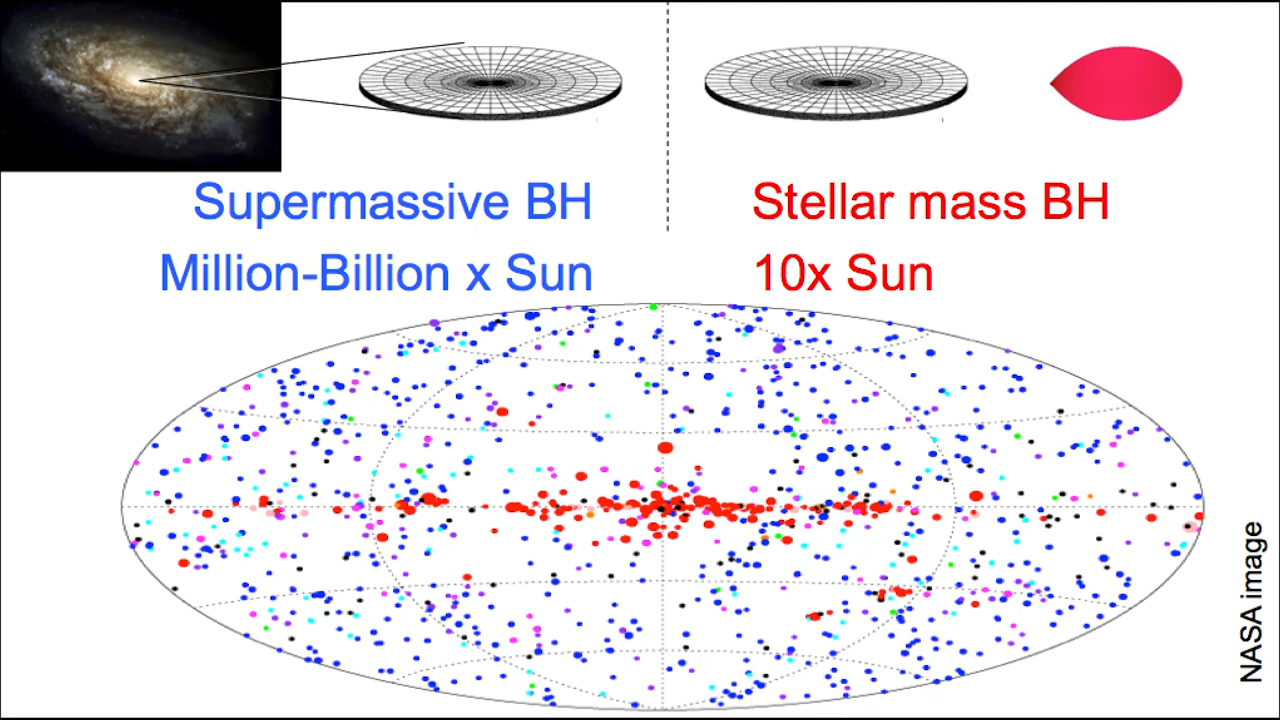 Supermassive BH
Million-Billion x Sun
Stellar mass BH
10x Sun
NASA image